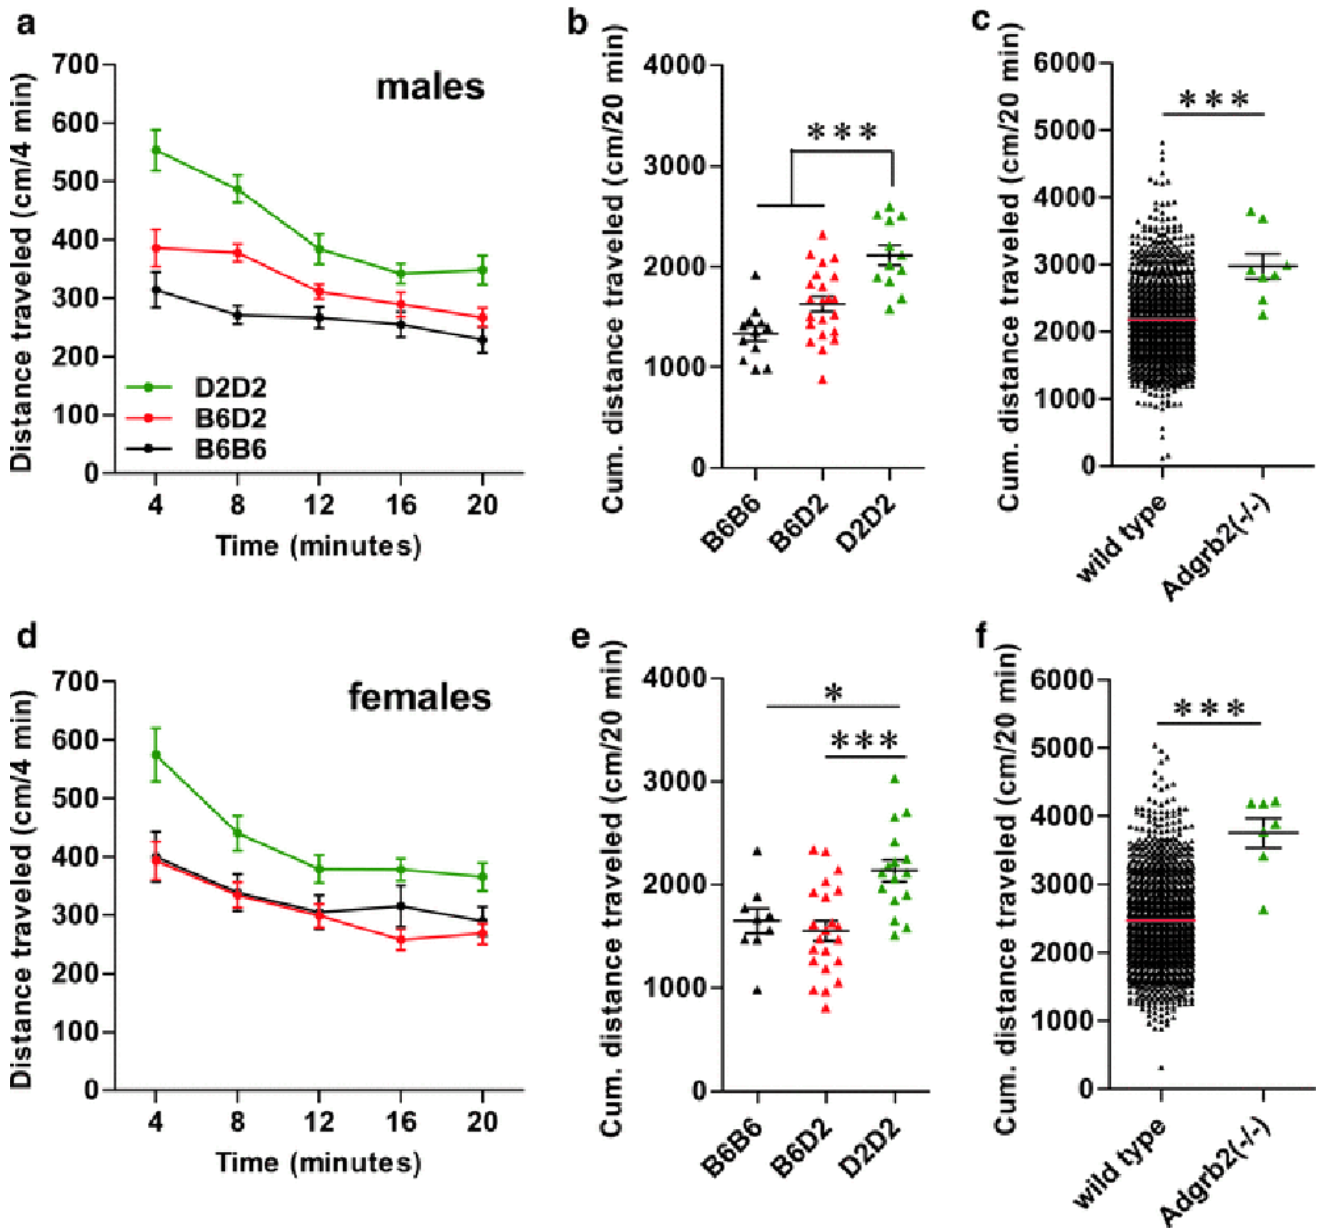 a
males
Distance traveled (cm/4 min)
700
600
500
400
300
200
100
0
D2D2
B6D2
B6B6
4 8 12 16 20
Time (minutes)
b
Cum. distance traveled (cm/20 min)
4000
3000
2000
1000
0
***
B6B6 B6D2 D2D2
c
Cum. distance traveled (cm/20 min)
6000
5000
4000
3000
2000
1000
0
***
wild type Adgrb2(-/-)
d
females
Distance traveled (cm/4 min)
700
600
500
400
300
200
100
0
4 8 12 16 20
Time (minutes)
e
Cum. distance traveled (cm/20 min)
4000
3000
2000
1000
0
*
***
B6B6 B6D2 D2D2
f
Cum. distance traveled (cm/20 min)
6000
5000
4000
3000
2000
1000
0
***
wild type Adgrb2(-/-)